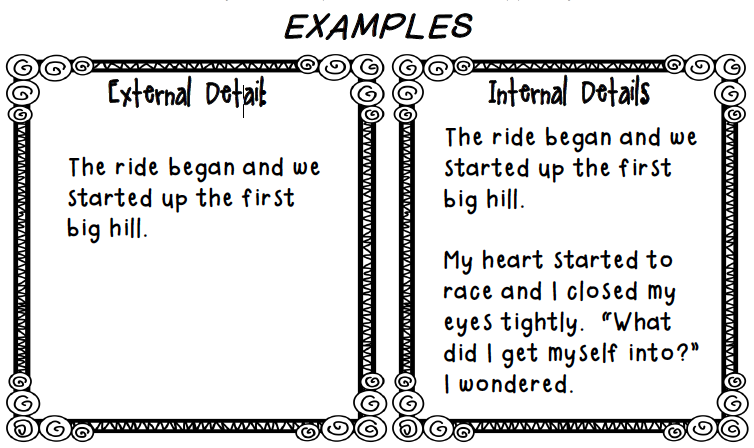 EXAMPLES
External Detail
The ride began and we
started up the first
big hill.
Internal Details
The ride began and we
started up the first
big hill.
My heart started to
race and I closed my
eyes tightly. "What
did I get myself into?"
I wondered.